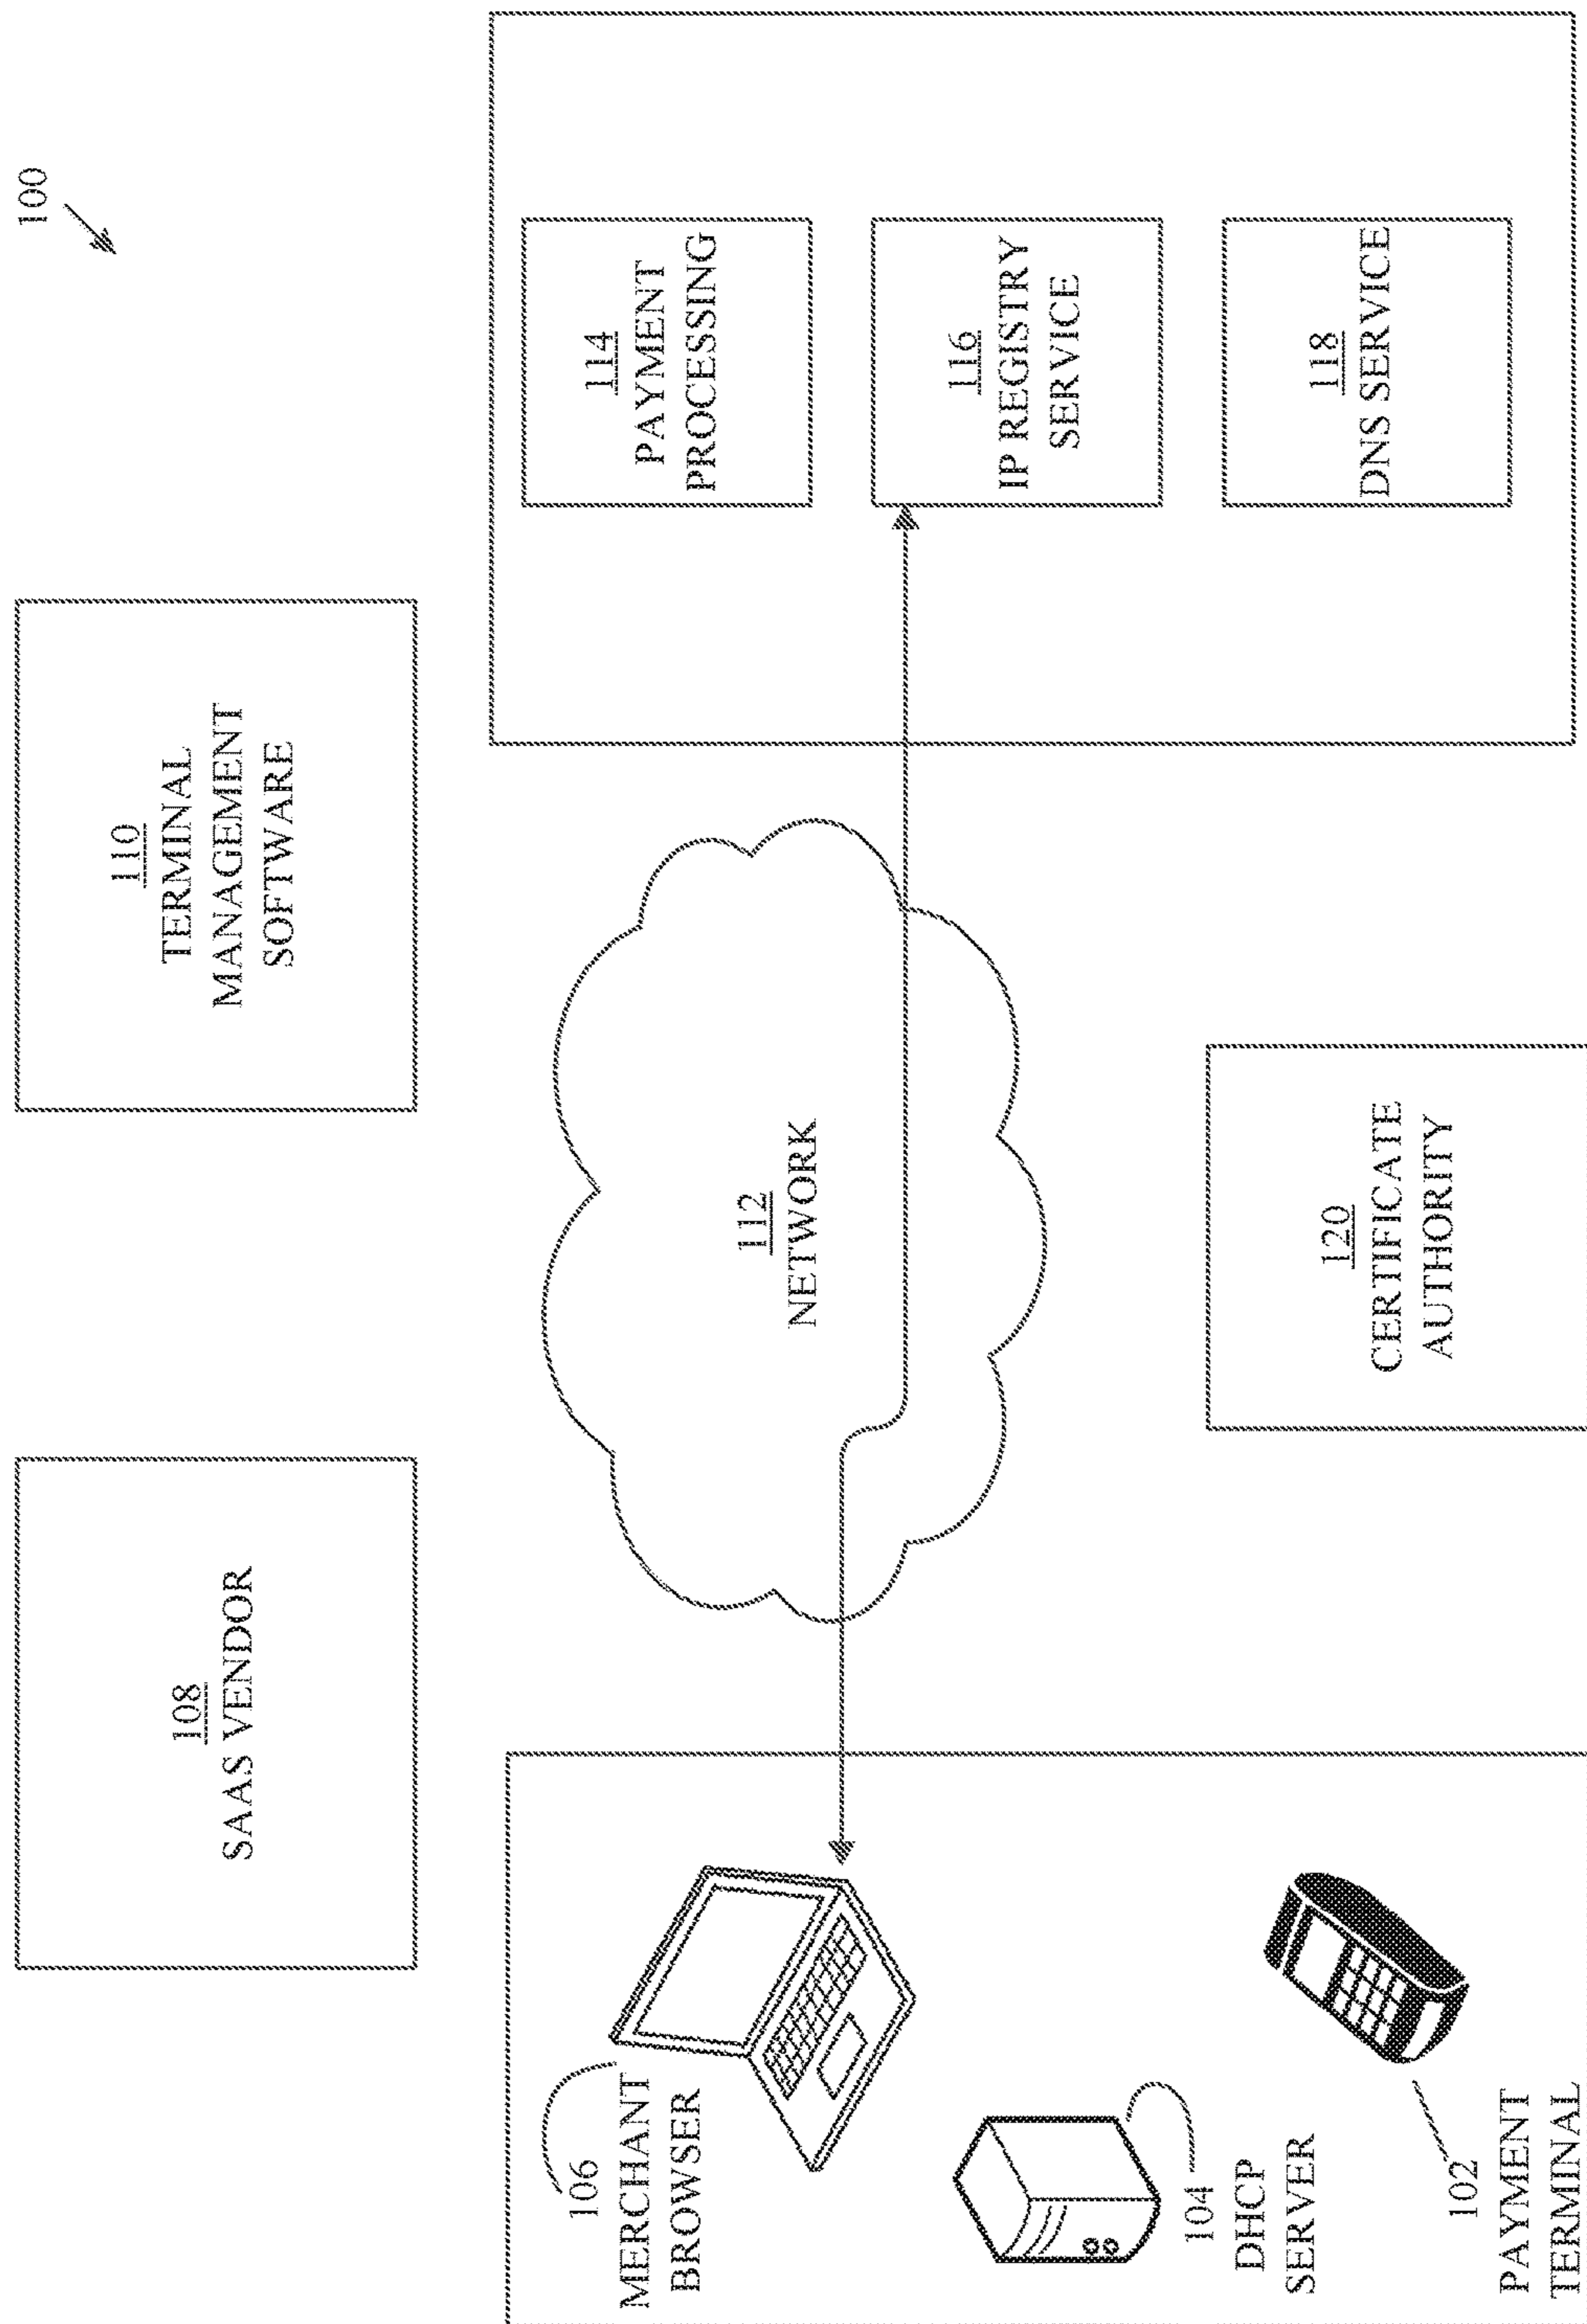 100
108
SAAS VENDOR
110
TERMINAL
MANAGEMENT
SOFTWARE
106
MERCHANT
BROWSER
104
DHCP
SERVER
102
PAYMENT
TERMINAL
112
NETWORK
120
CERTIFICATE
AUTHORITY
114
PAYMENT
PROCESSING
116
IP REGISTRY
SERVICE
118
DNS SERVICE